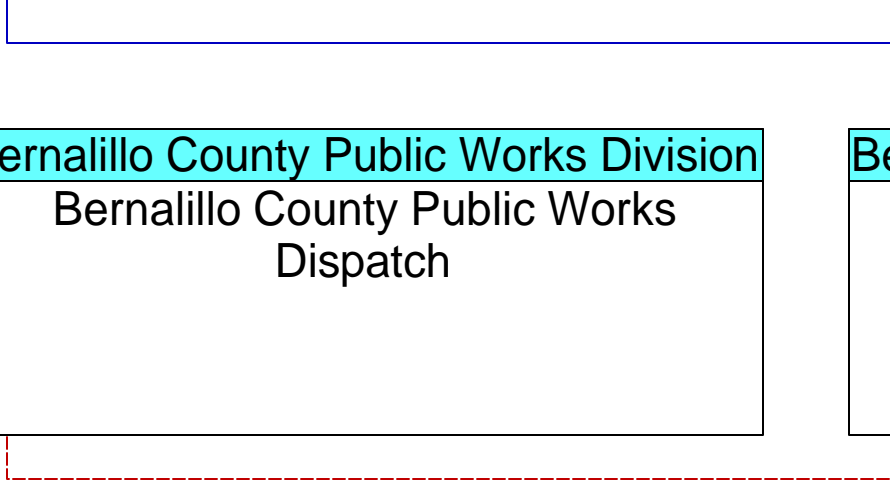 ernalillo County Public Works Division Be
Bernalillo County Public Works
Dispatch